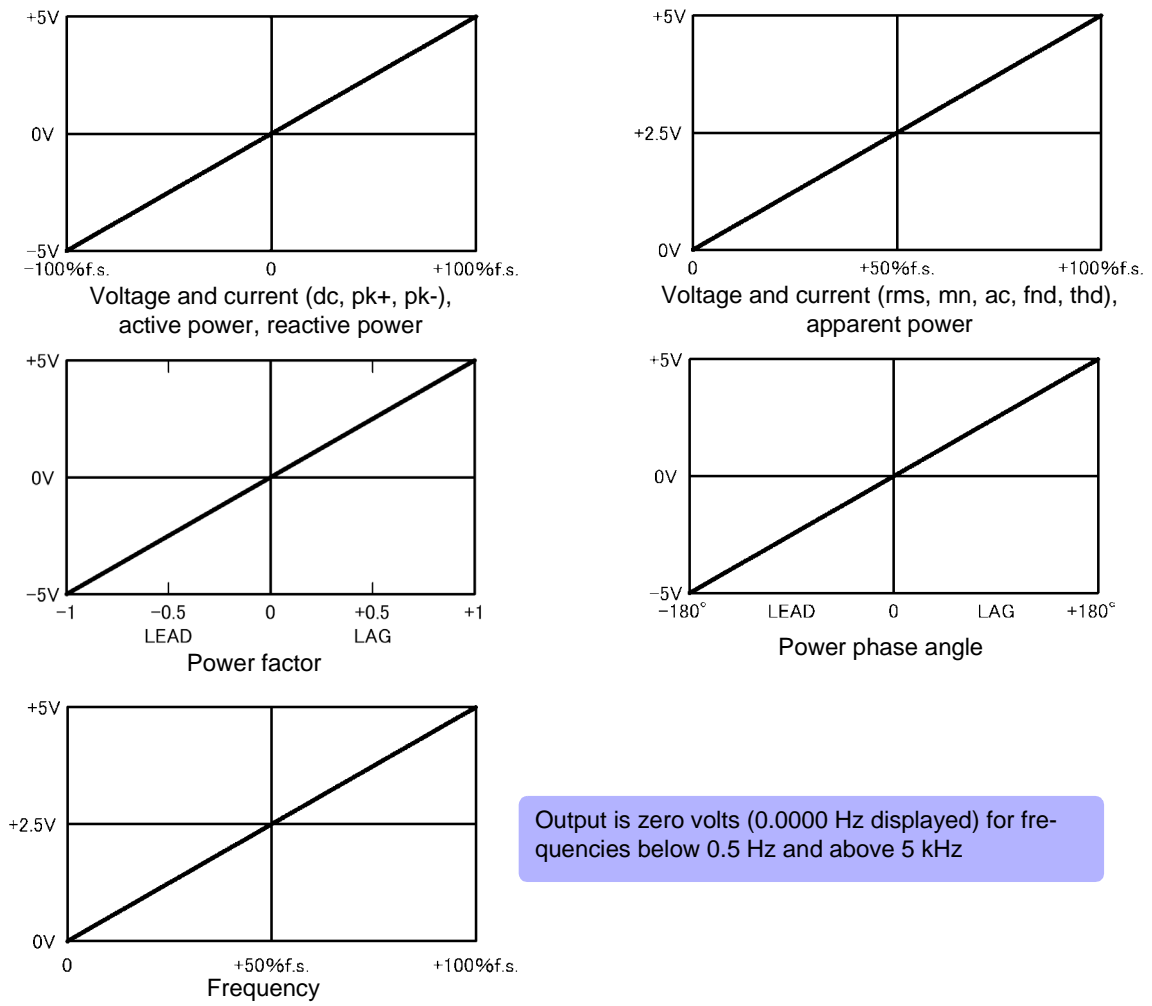 +5V
0V
−5V
−100%f.s.
0
+100%f.s.
Voltage and current (dc, pk+, pk-),
active power, reactive power
+5V
+2.5V
0V
0
+50%f.s.
+100%f.s.
Voltage and current (rms, mn, ac, fnd, thd),
apparent power
+5V
0V
−5V
−1
−0.5
0
+0.5
+1
LEAD
LAG
Power factor
+5V
0V
−5V
−180°
LEAD
0
LAG
+180°
Power phase angle
+5V
+2.5V
0V
0
+50%f.s.
+100%f.s.
Frequency
Output is zero volts (0.0000 Hz displayed) for fre-
quencies below 0.5 Hz and above 5 kHz